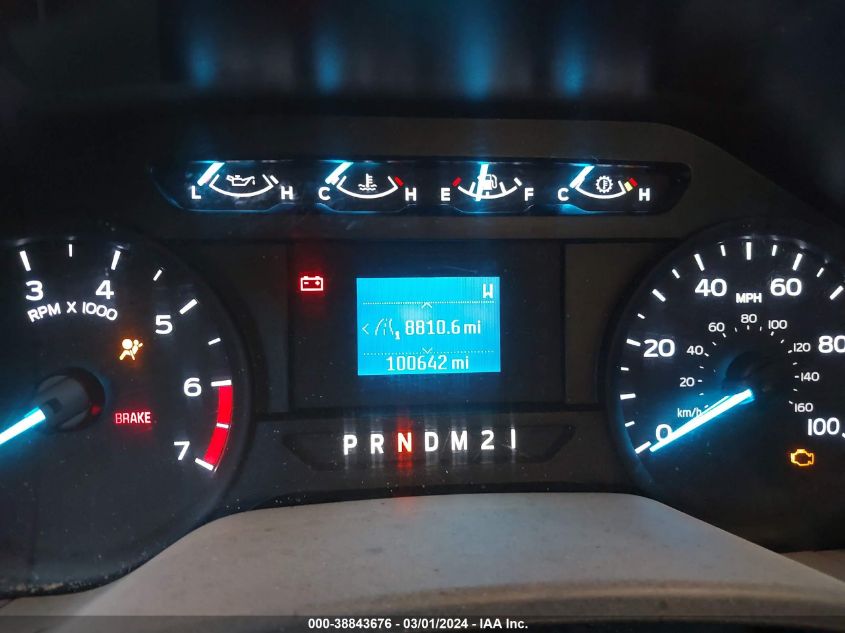 L H C H E F C H
3 4
RPM X 1000
5
6
7
BRAKE
W
1 8810.6 mi
100642 mi
P R N D M 2 1
0 20 40 60 80 100
MPH
km/h
20 40 60 80 100 120 140 160
000-38843676 - 03/01/2024 - IAA Inc.